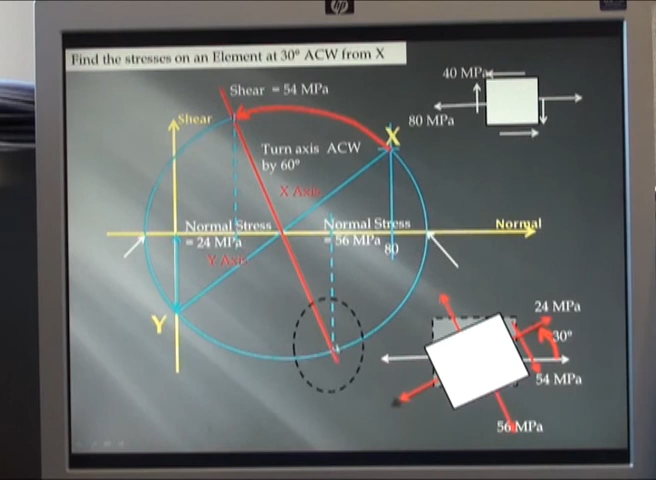 hp
Find the stresses on an Element at 30° ACW from X
Shear = 54 MPa
40 MPa
80 MPa
Shear
X
Turn axis ACW
by 60°
X Axis
Normal Stress
= 24 MPa
Normal Stress
= 56 MPa
80
Normal
Y Axis
Y
24 MPa
30°
54 MPa
56 MPa